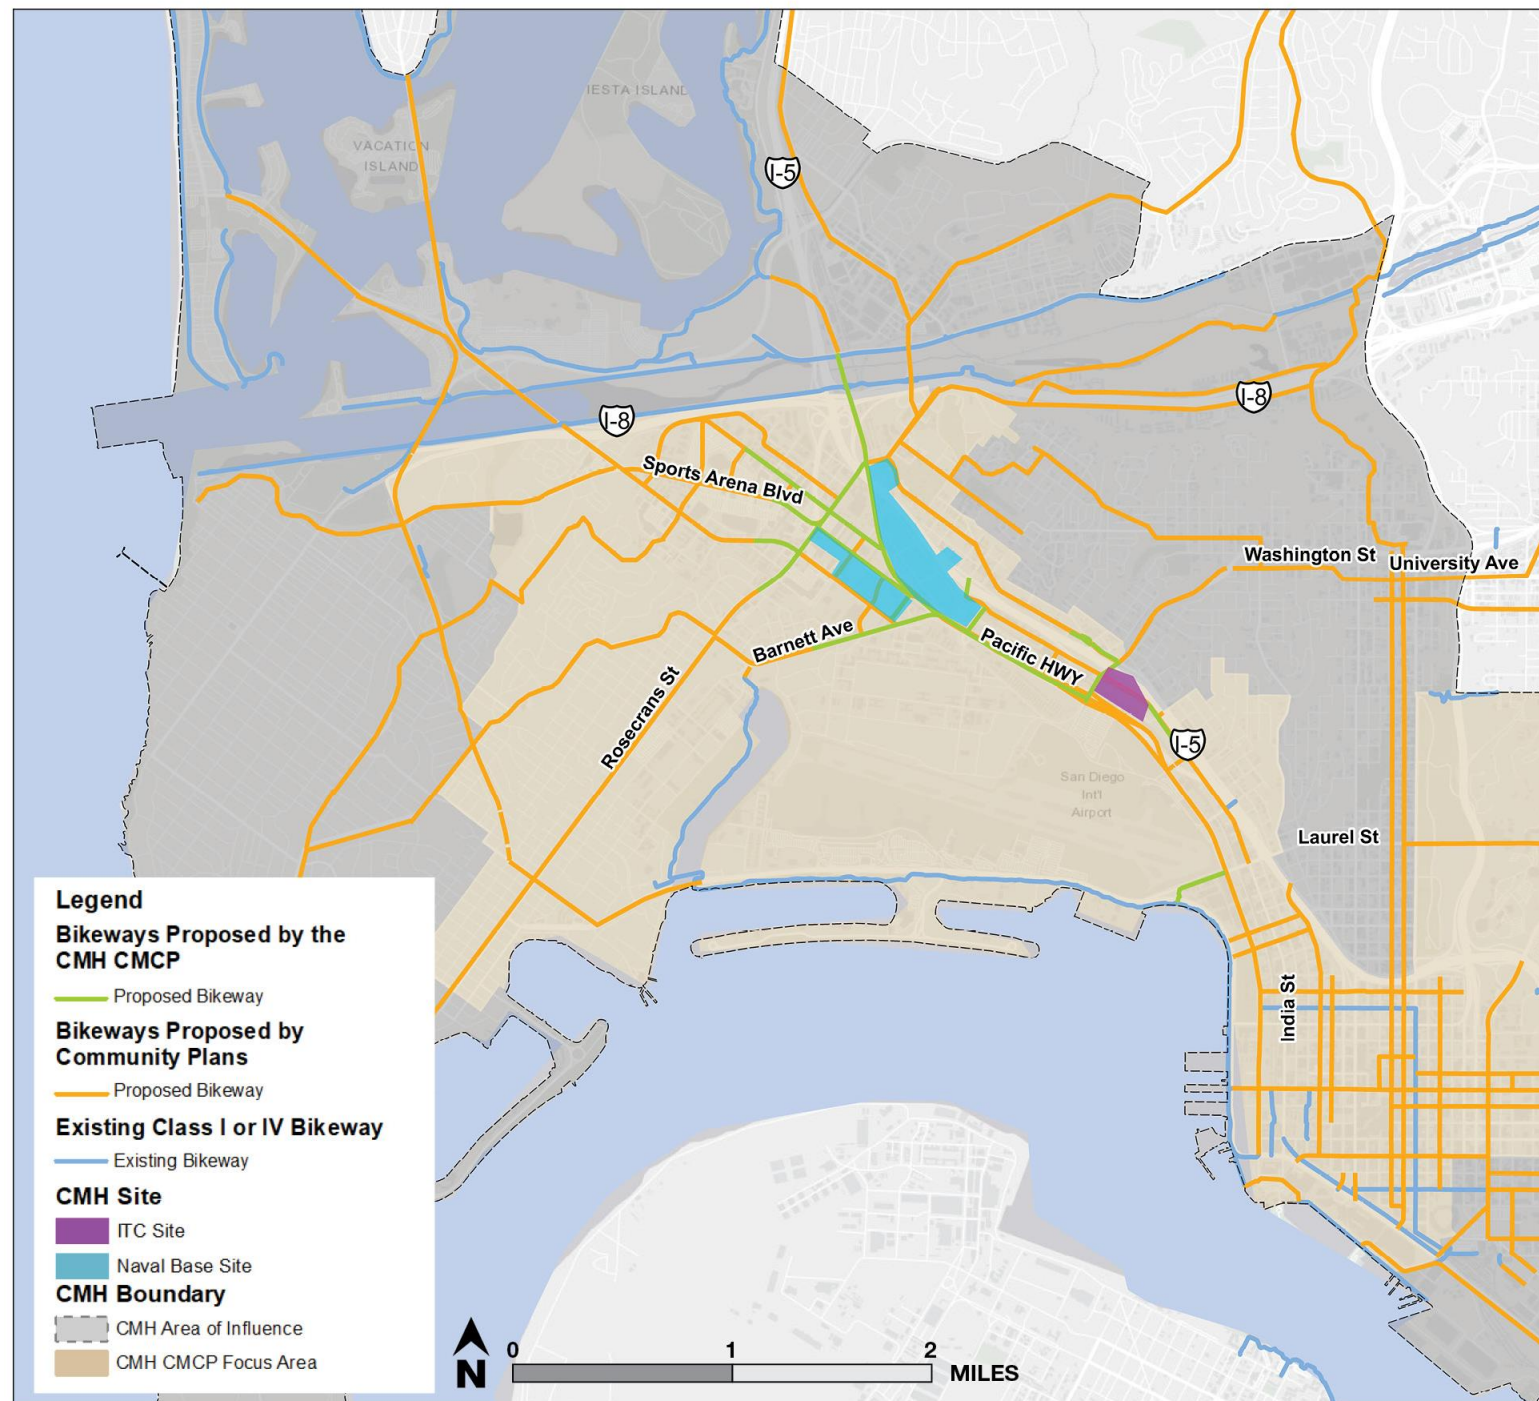 IESTA ISLAND
VACATION
ISLAND
I-5
I-8
I-8
Sports Arena Blvd
Washington St
University Ave
Barnett Ave
Pacific HWY
Rosecrans St
I-5
San Diego
Int'l
Airport
Laurel St
India St
Legend
Bikeways Proposed by the
CMH CMCP
Proposed Bikeway
Bikeways Proposed by
Community Plans
Proposed Bikeway
Existing Class I or IV Bikeway
Existing Bikeway
CMH Site
ITC Site
Naval Base Site
CMH Boundary
CMH Area of Influence
CMH CMCP Focus Area
N
0 1 2
MILES